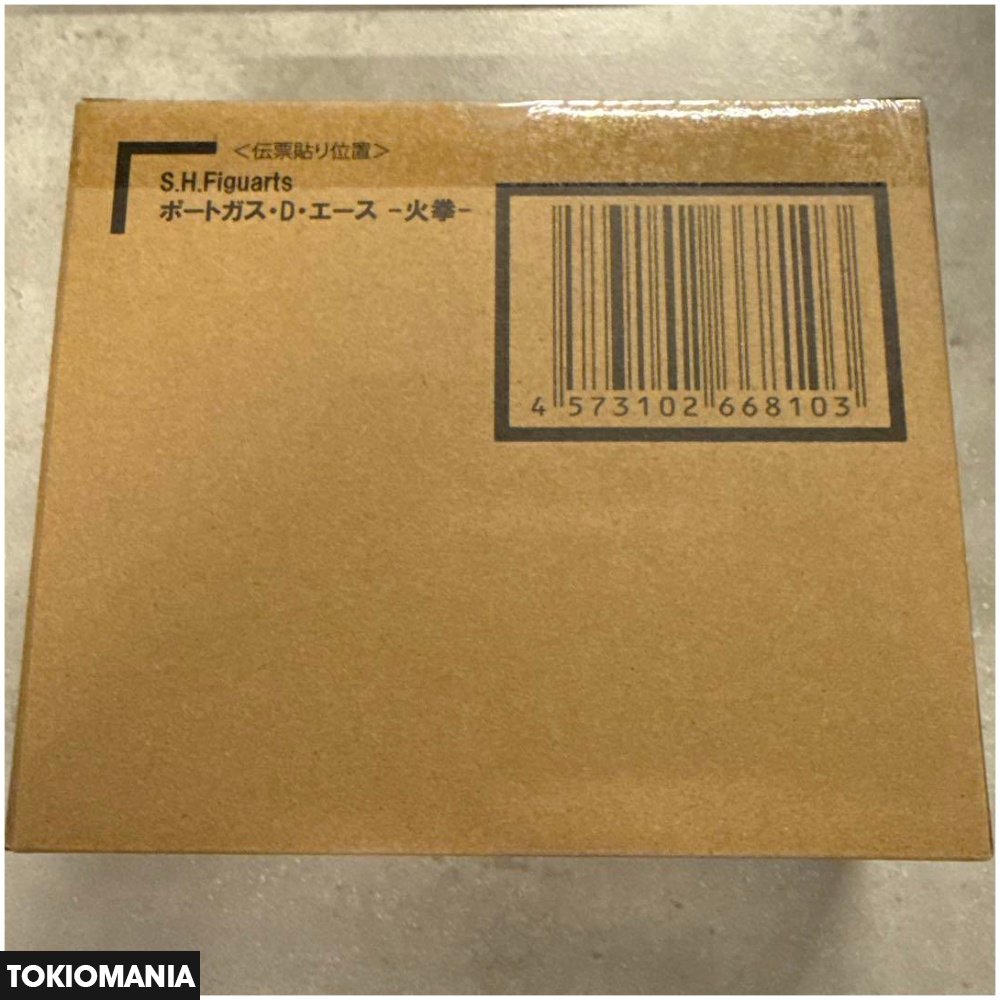 <伝票貼り位置>
S.H.Figuarts
ポートガス・D・エース -火拳-
4 573102 668103
TOKIOMANIA